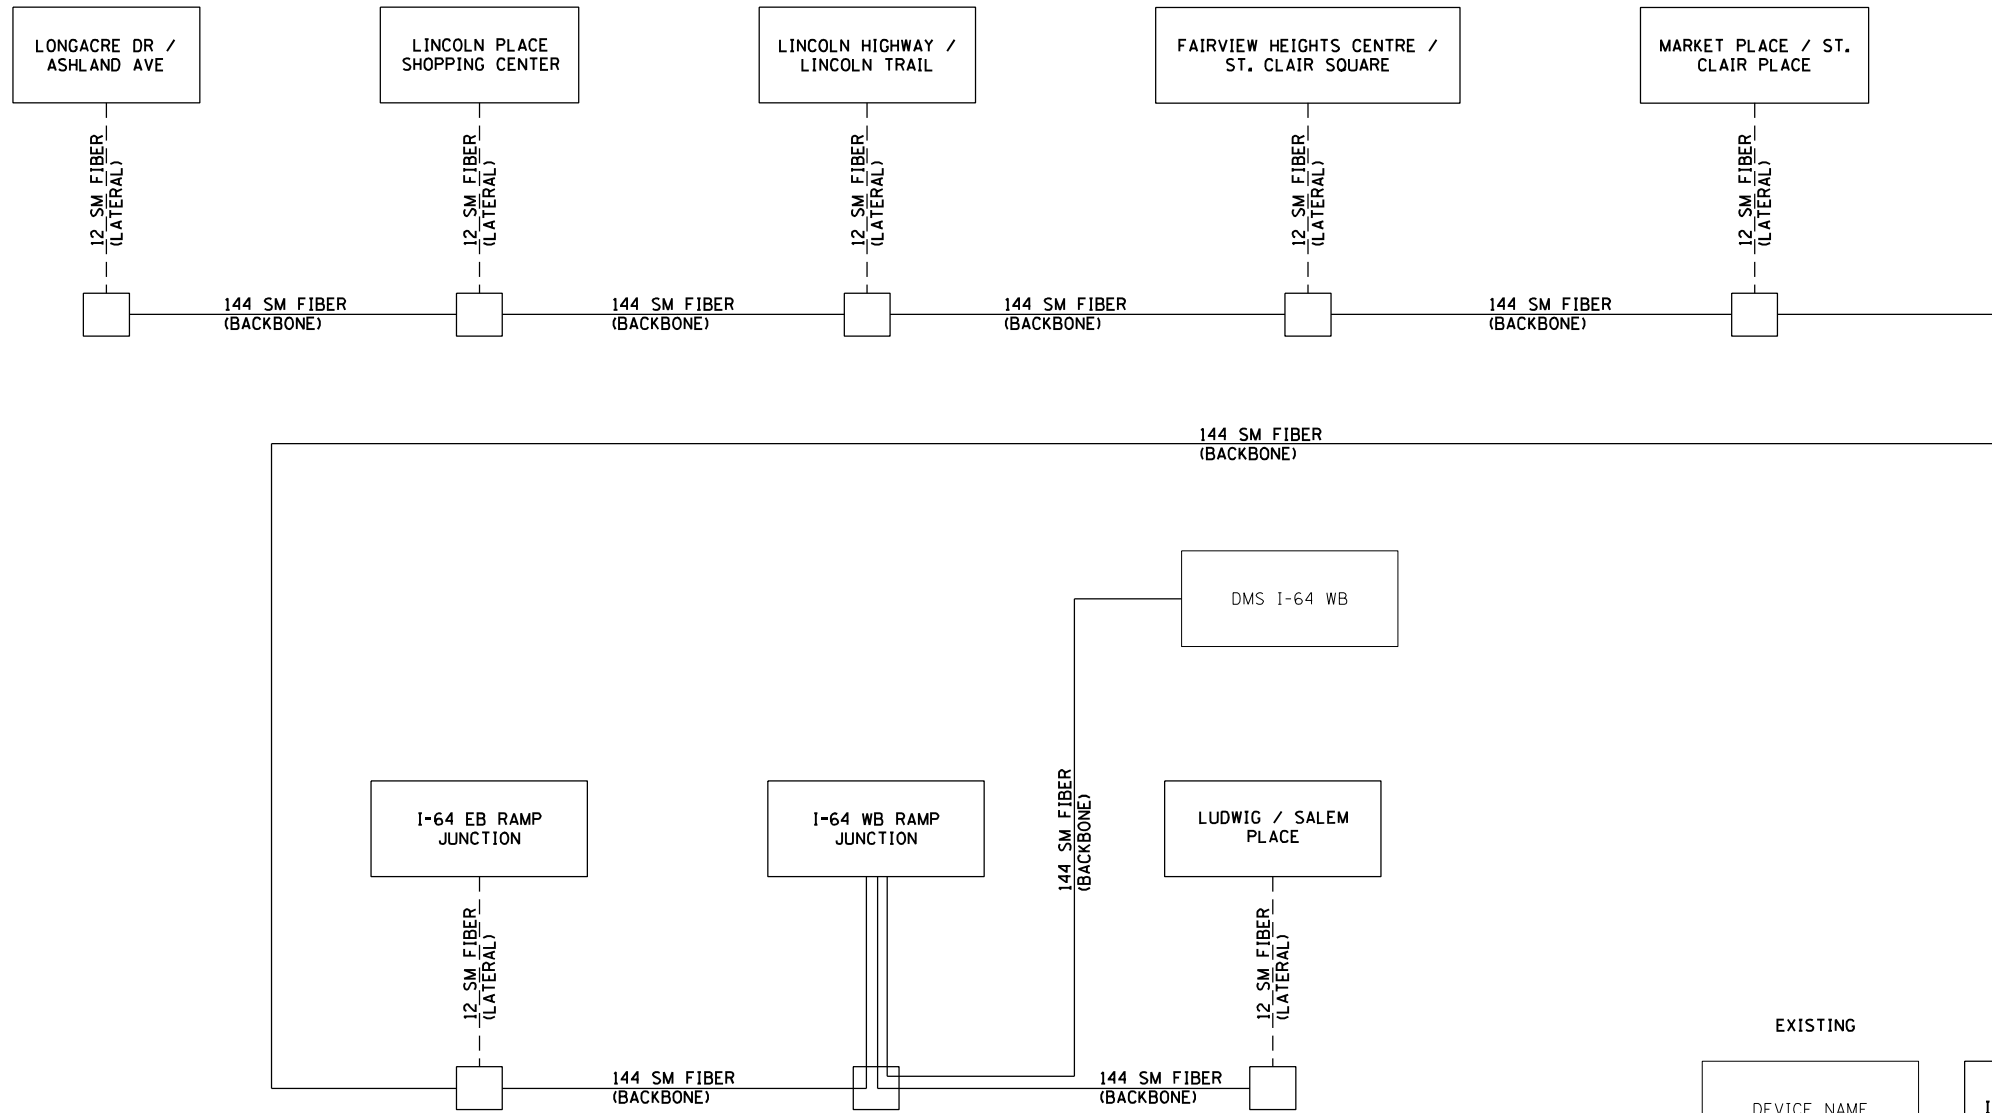 LONGACRE DR /
ASHLAND AVE
LINCOLN PLACE
SHOPPING CENTER
LINCOLN HIGHWAY /
LINCOLN TRAIL
FAIRVIEW HEIGHTS CENTRE /
ST. CLAIR SQUARE
MARKET PLACE / ST.
CLAIR PLACE
12 SM FIBER
(LATERAL)
12 SM FIBER
(LATERAL)
12 SM FIBER
(LATERAL)
12 SM FIBER
(LATERAL)
12 SM FIBER
(LATERAL)
144 SM FIBER
(BACKBONE)
144 SM FIBER
(BACKBONE)
144 SM FIBER
(BACKBONE)
144 SM FIBER
(BACKBONE)
144 SM FIBER
(BACKBONE)
DMS I-64 WB
144 SM FIBER
(BACKBONE)
I-64 EB RAMP
JUNCTION
I-64 WB RAMP
JUNCTION
LUDWIG / SALEM
PLACE
12 SM FIBER
(LATERAL)
12 SM FIBER
(LATERAL)
144 SM FIBER
(BACKBONE)
144 SM FIBER
(BACKBONE)
EXISTING
DEVICE NAME